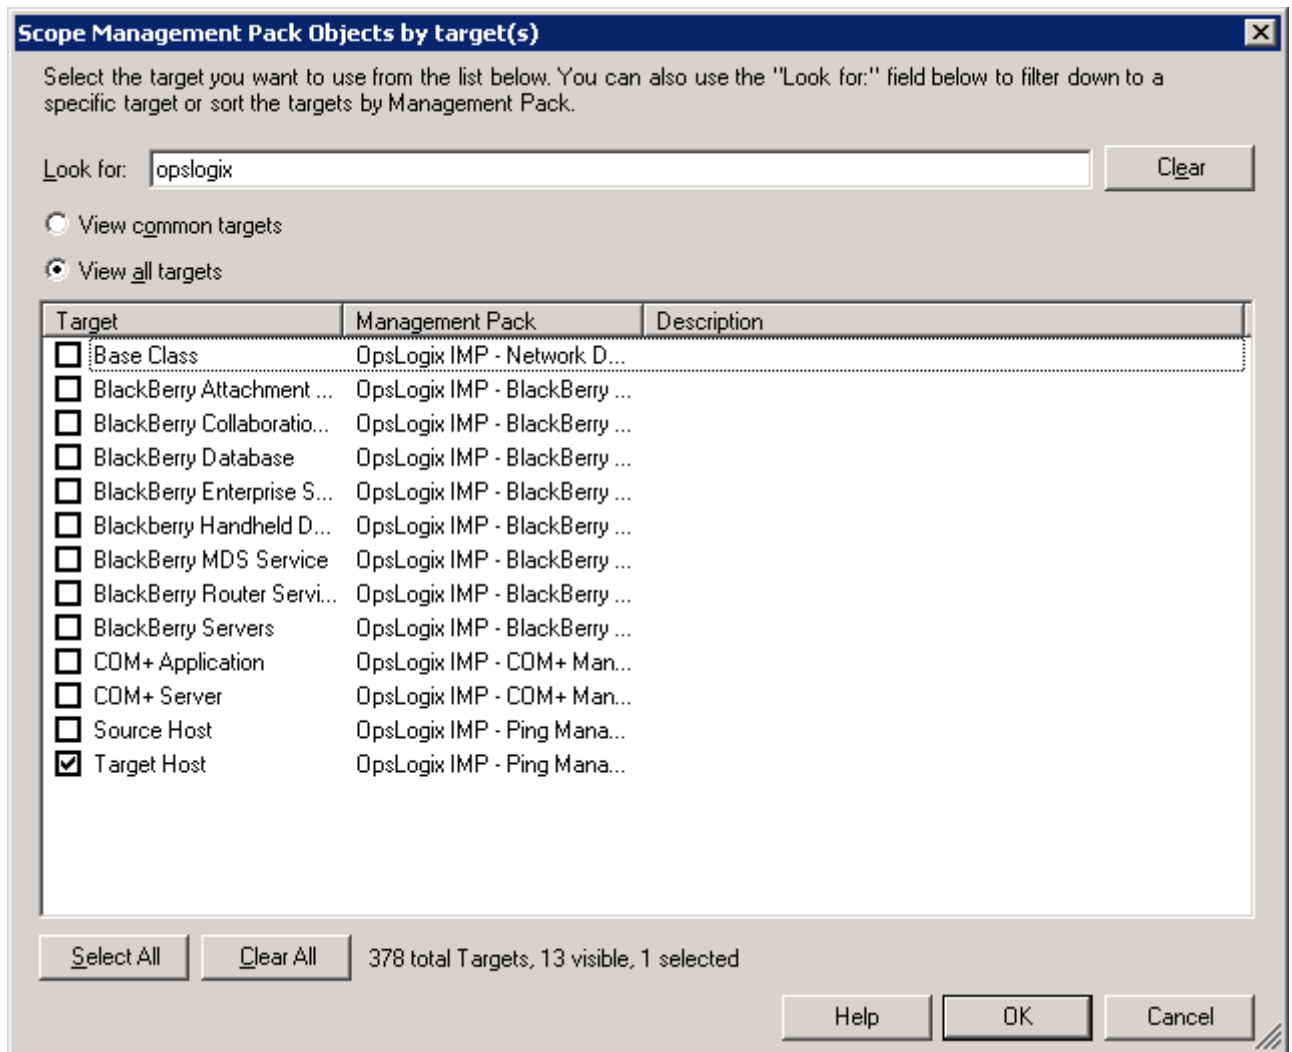 Scope Management Pack Objects by target(s)
Select the target you want to use from the list below. You can also use the "Look for:" field below to filter down to a
specific target or sort the targets by Management Pack.
Look for: opslogix Clear
View common targets
View all targets
Target Management Pack Description
Base Class OpsLogix IMP - Network D...
BlackBerry Attachment ... OpsLogix IMP - BlackBerry ...
BlackBerry Collaboratio... OpsLogix IMP - BlackBerry ...
BlackBerry Database OpsLogix IMP - BlackBerry ...
BlackBerry Enterprise S... OpsLogix IMP - BlackBerry ...
Blackberry Handheld D... OpsLogix IMP - BlackBerry ...
BlackBerry MDS Service OpsLogix IMP - BlackBerry ...
BlackBerry Router Servi... OpsLogix IMP - BlackBerry ...
BlackBerry Servers OpsLogix IMP - BlackBerry ...
COM+ Application OpsLogix IMP - COM+ Man...
COM+ Server OpsLogix IMP - COM+ Man...
Source Host OpsLogix IMP - Ping Mana...
Target Host OpsLogix IMP - Ping Mana...
Select All Clear All 378 total Targets, 13 visible, 1 selected
Help OK Cancel